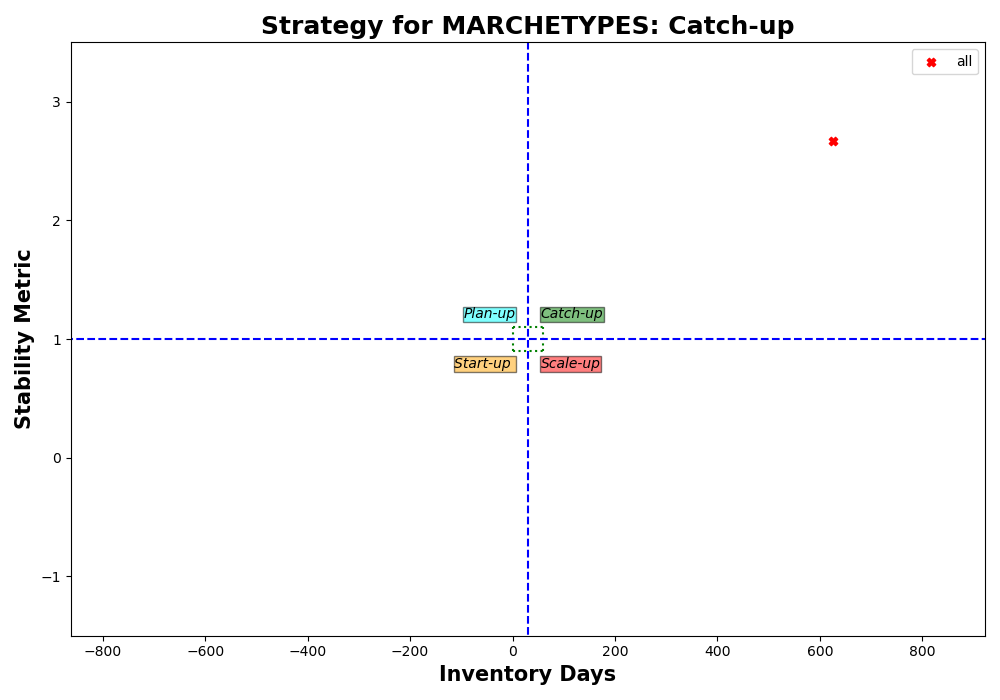 Strategy for MARCHETYPES: Catch-up
all
3
2
1
0
−1
Stability Metric
Plan-up
Catch-up
Start-up
Scale-up
−800
−600
−400
−200
0
200
400
600
800
Inventory Days